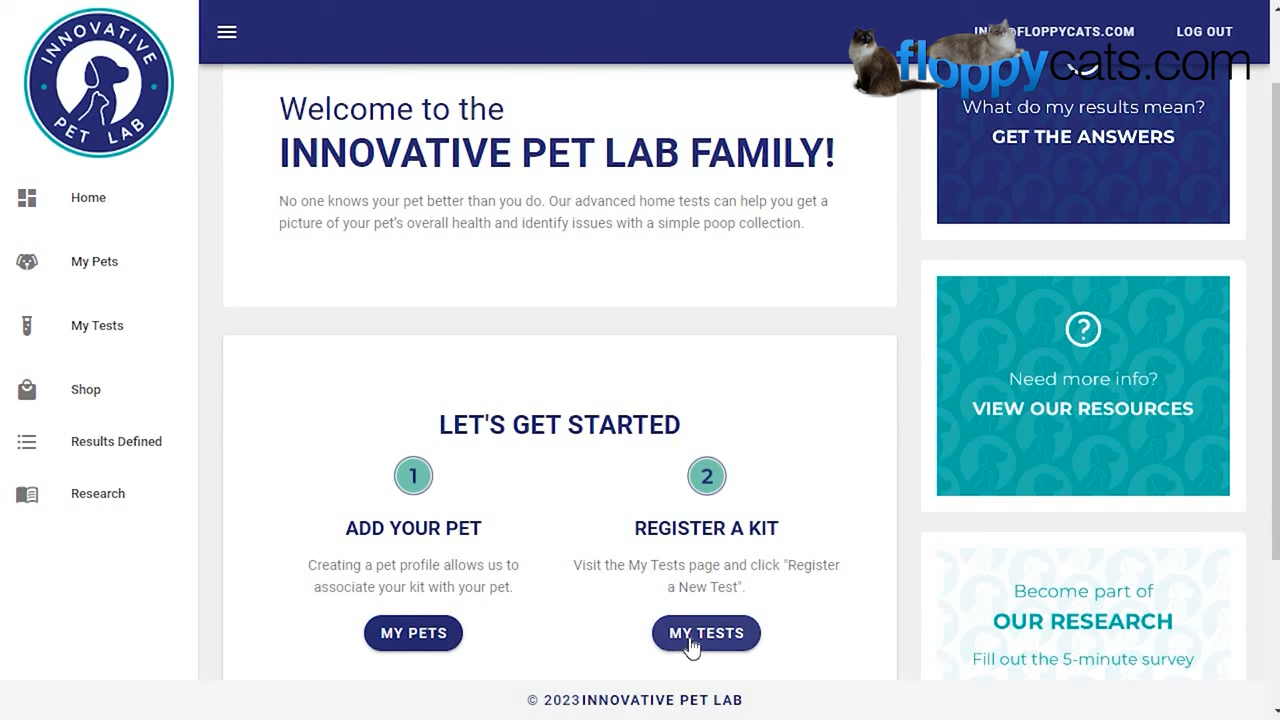 INNOVATIVE
PET LAB
Home
My Pets
My Tests
Shop
Results Defined
Research
@FLOPPYCATS.COM
LOG OUT
floppycats.com
Welcome to the
INNOVATIVE PET LAB FAMILY!
No one knows your pet better than you do. Our advanced home tests can help you get a
picture of your pet's overall health and identify issues with a simple poop collection.
LET'S GET STARTED
1
ADD YOUR PET
Creating a pet profile allows us to
associate your kit with your pet.
MY PETS
2
REGISTER A KIT
Visit the My Tests page and click "Register
a New Test".
MY TESTS
What do my results mean?
GET THE ANSWERS
?
Need more info?
VIEW OUR RESOURCES
Become part of
OUR RESEARCH
Fill out the 5-minute survey
© 2023INNOVATIVE PET LAB